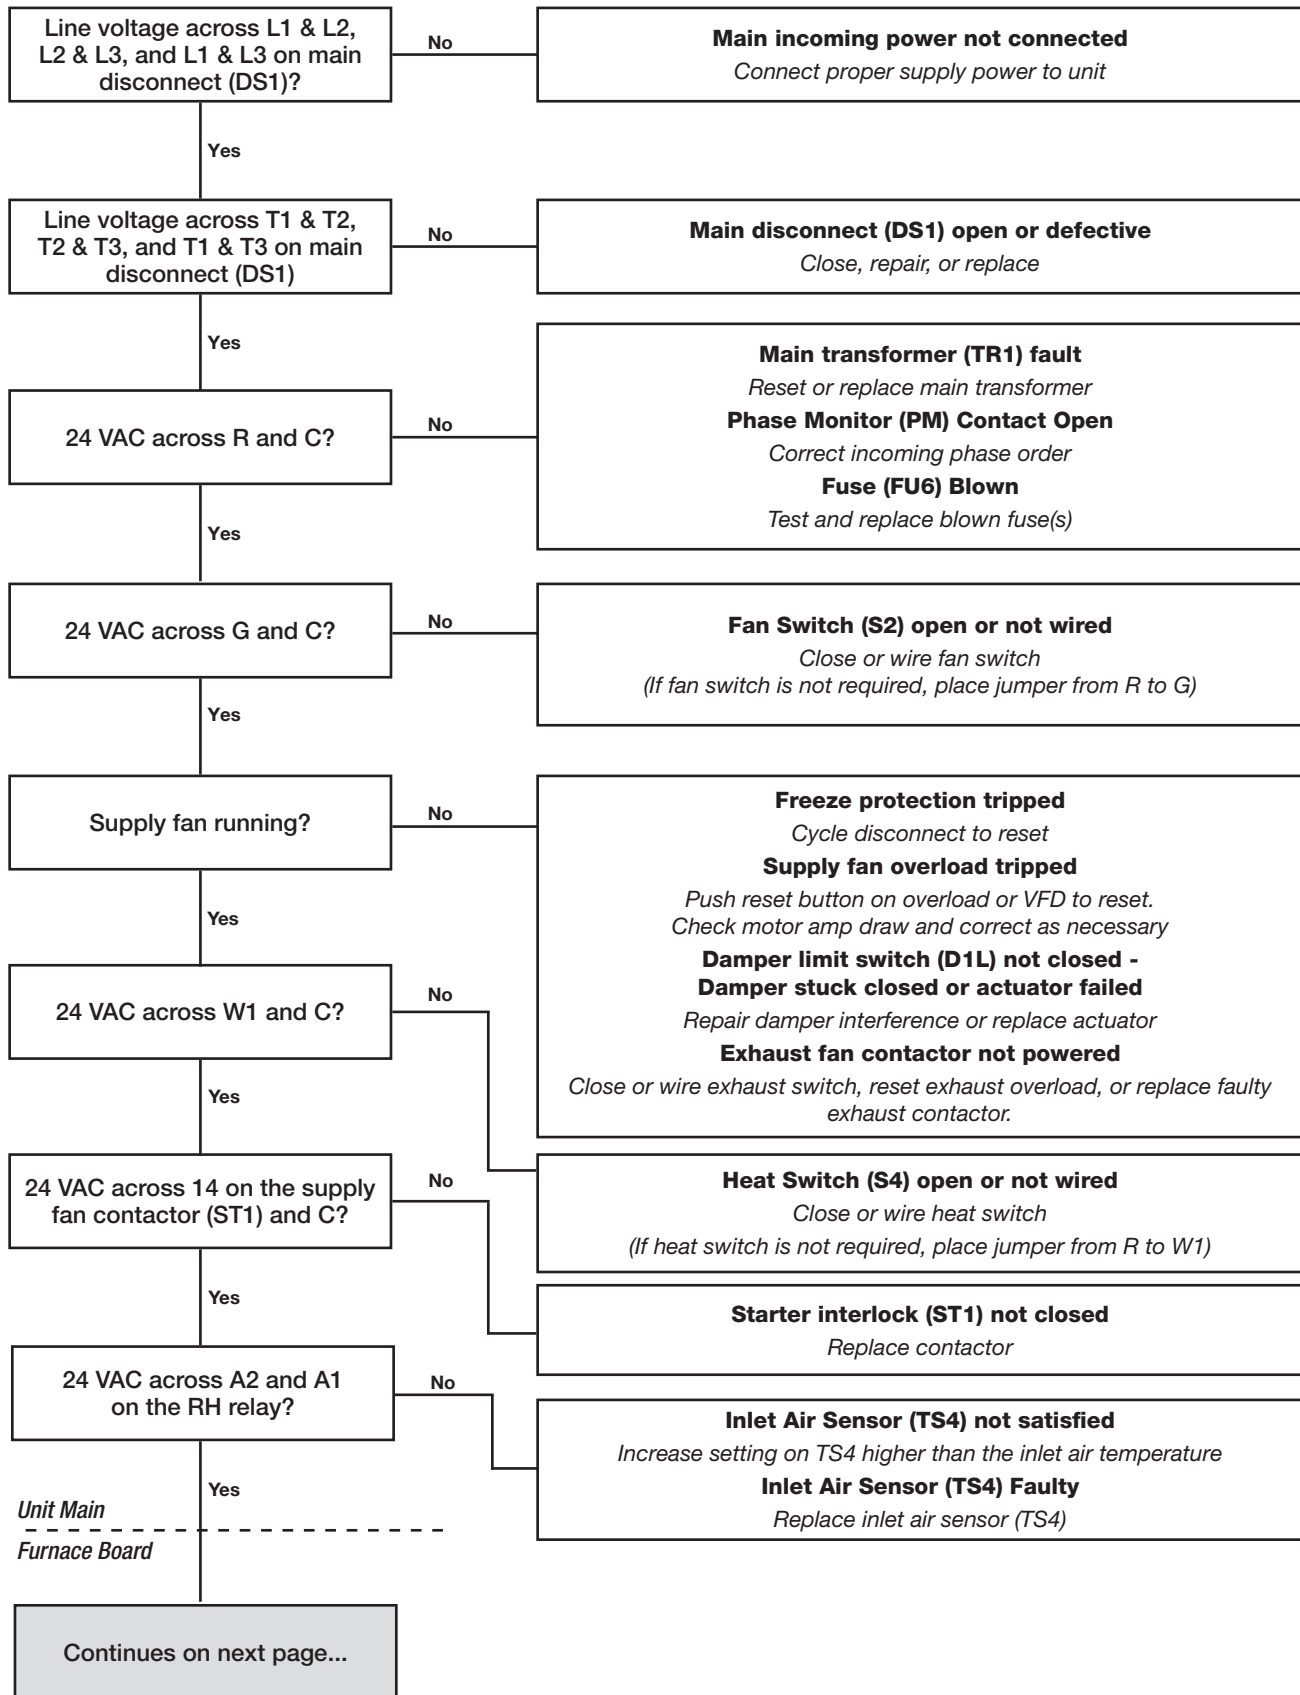 Line voltage across L1 & L2,
L2 & L3, and L1 & L3 on main
disconnect (DS1)?
No
Main incoming power not connected
Connect proper supply power to unit
Yes
Line voltage across T1 & T2,
T2 & T3, and T1 & T3 on main
disconnect (DS1)
No
Main disconnect (DS1) open or defective
Close, repair, or replace
Yes
24 VAC across R and C?
No
Main transformer (TR1) fault
Reset or replace main transformer
Phase Monitor (PM) Contact Open
Correct incoming phase order
Fuse (FU6) Blown
Test and replace blown fuse(s)
Yes
24 VAC across G and C?
No
Fan Switch (S2) open or not wired
Close or wire fan switch
(If fan switch is not required, place jumper from R to G)
Yes
Supply fan running?
No
Freeze protection tripped
Cycle disconnect to reset
Supply fan overload tripped
Push reset button on overload or VFD to reset.
Check motor amp draw and correct as necessary
Damper limit switch (D1L) not closed -
Damper stuck closed or actuator failed
Repair damper interference or replace actuator
Exhaust fan contactor not powered
Close or wire exhaust switch, reset exhaust overload, or replace faulty
exhaust contactor.
Yes
24 VAC across W1 and C?
No
Heat Switch (S4) open or not wired
Close or wire heat switch
(If heat switch is not required, place jumper from R to W1)
Yes
24 VAC across 14 on the supply
fan contactor (ST1) and C?
No
Starter interlock (ST1) not closed
Replace contactor
Yes
24 VAC across A2 and A1
on the RH relay?
No
Inlet Air Sensor (TS4) not satisfied
Increase setting on TS4 higher than the inlet air temperature
Inlet Air Sensor (TS4) Faulty
Replace inlet air sensor (TS4)
Yes
Unit Main
Furnace Board
Continues on next page...